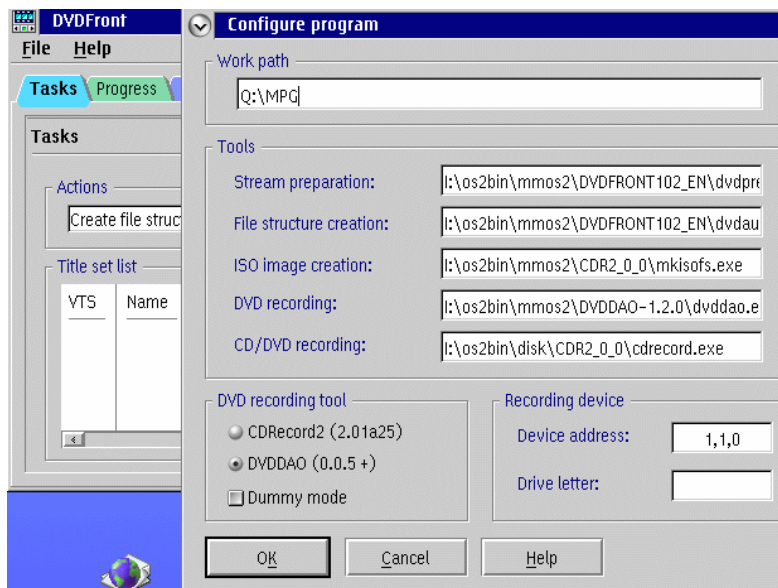 DVDFront
File Help
Tasks Progress
Tasks
Actions
Create file struc
Title set list
VTS Name
Configure program
Work path
Q:\MPG
Tools
Stream preparation: I:\os2bin\mmos2\DVDFRONT102_EN\dvdpre
File structure creation: I:\os2bin\mmos2\DVDFRONT102_EN\dvdau
ISO image creation: I:\os2bin\mmos2\CDR2_0_0\mkisofs.exe
DVD recording: I:\os2bin\mmos2\DVDDAO-1.2.0\dvddao.e
CD/DVD recording: I:\os2bin\disk\CDR2_0_0\cdrecord.exe
DVD recording tool
CDRecord2 (2.01a25)
DVDDAO (0.0.5 +)
Dummy mode
Recording device
Device address: 1,1,0
Drive letter:
OK Cancel Help